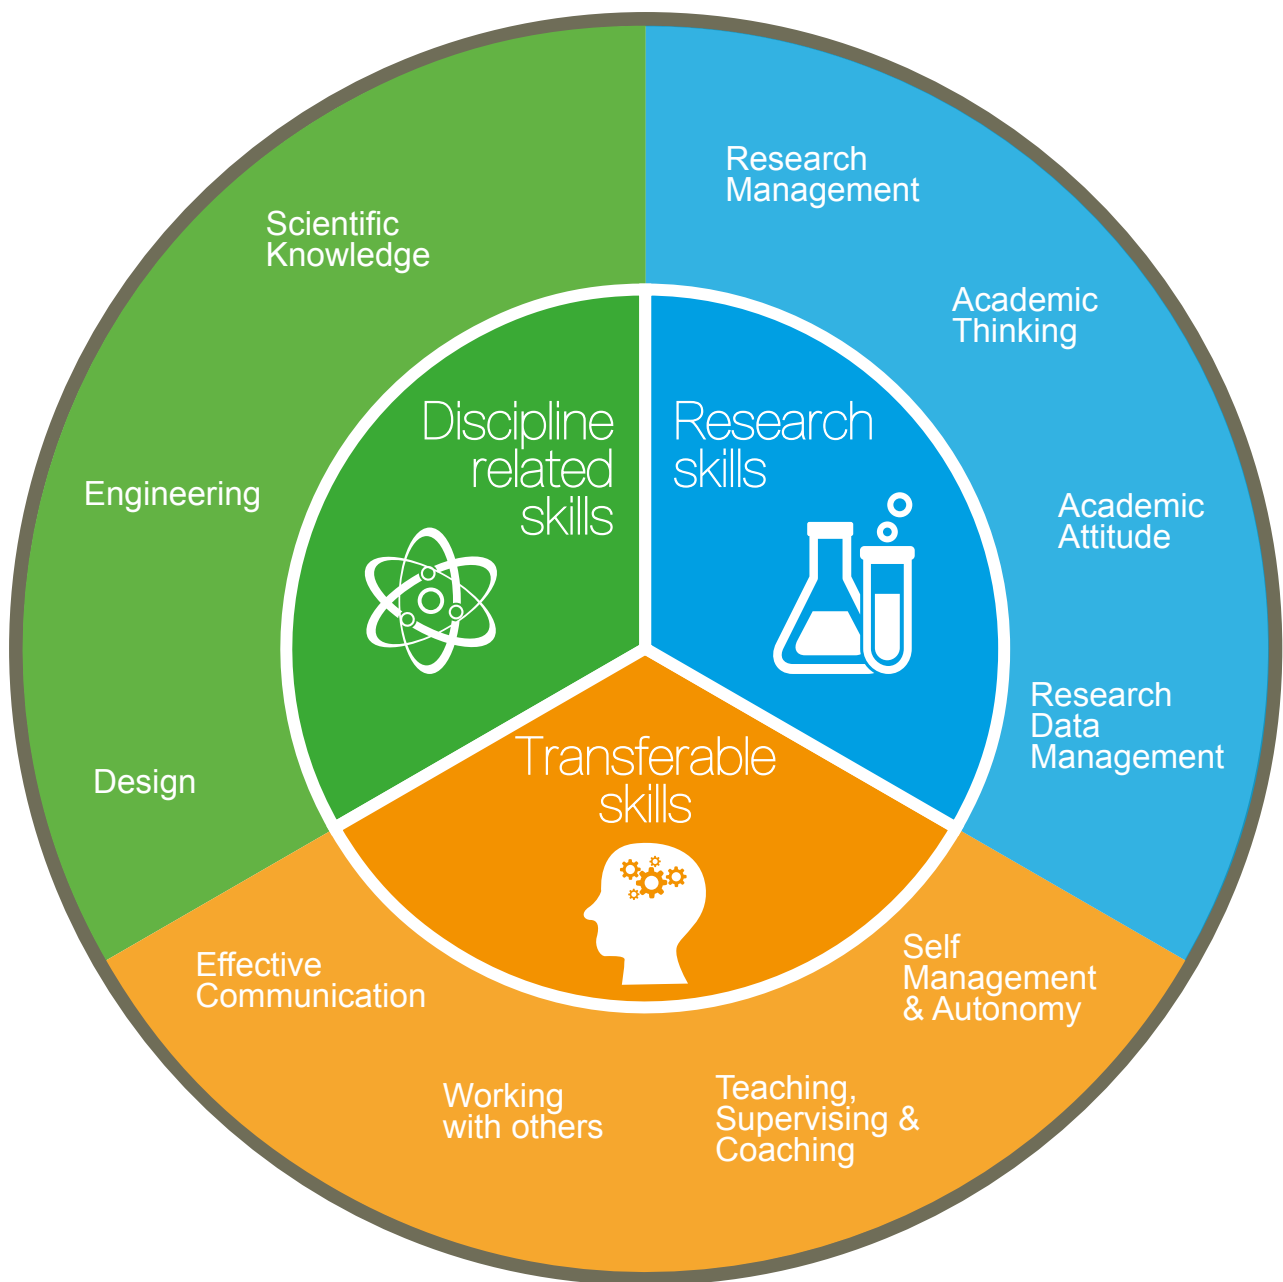 Scientific
Knowledge
Engineering
Design
Discipline
related
skills
Research
Management
Academic
Thinking
Academic
Attitude
Research
Data
Management
Research
skills
Transferable
skills
Effective
Communication
Working
with others
Teaching,
Supervising &
Coaching
Self
Management
& Autonomy